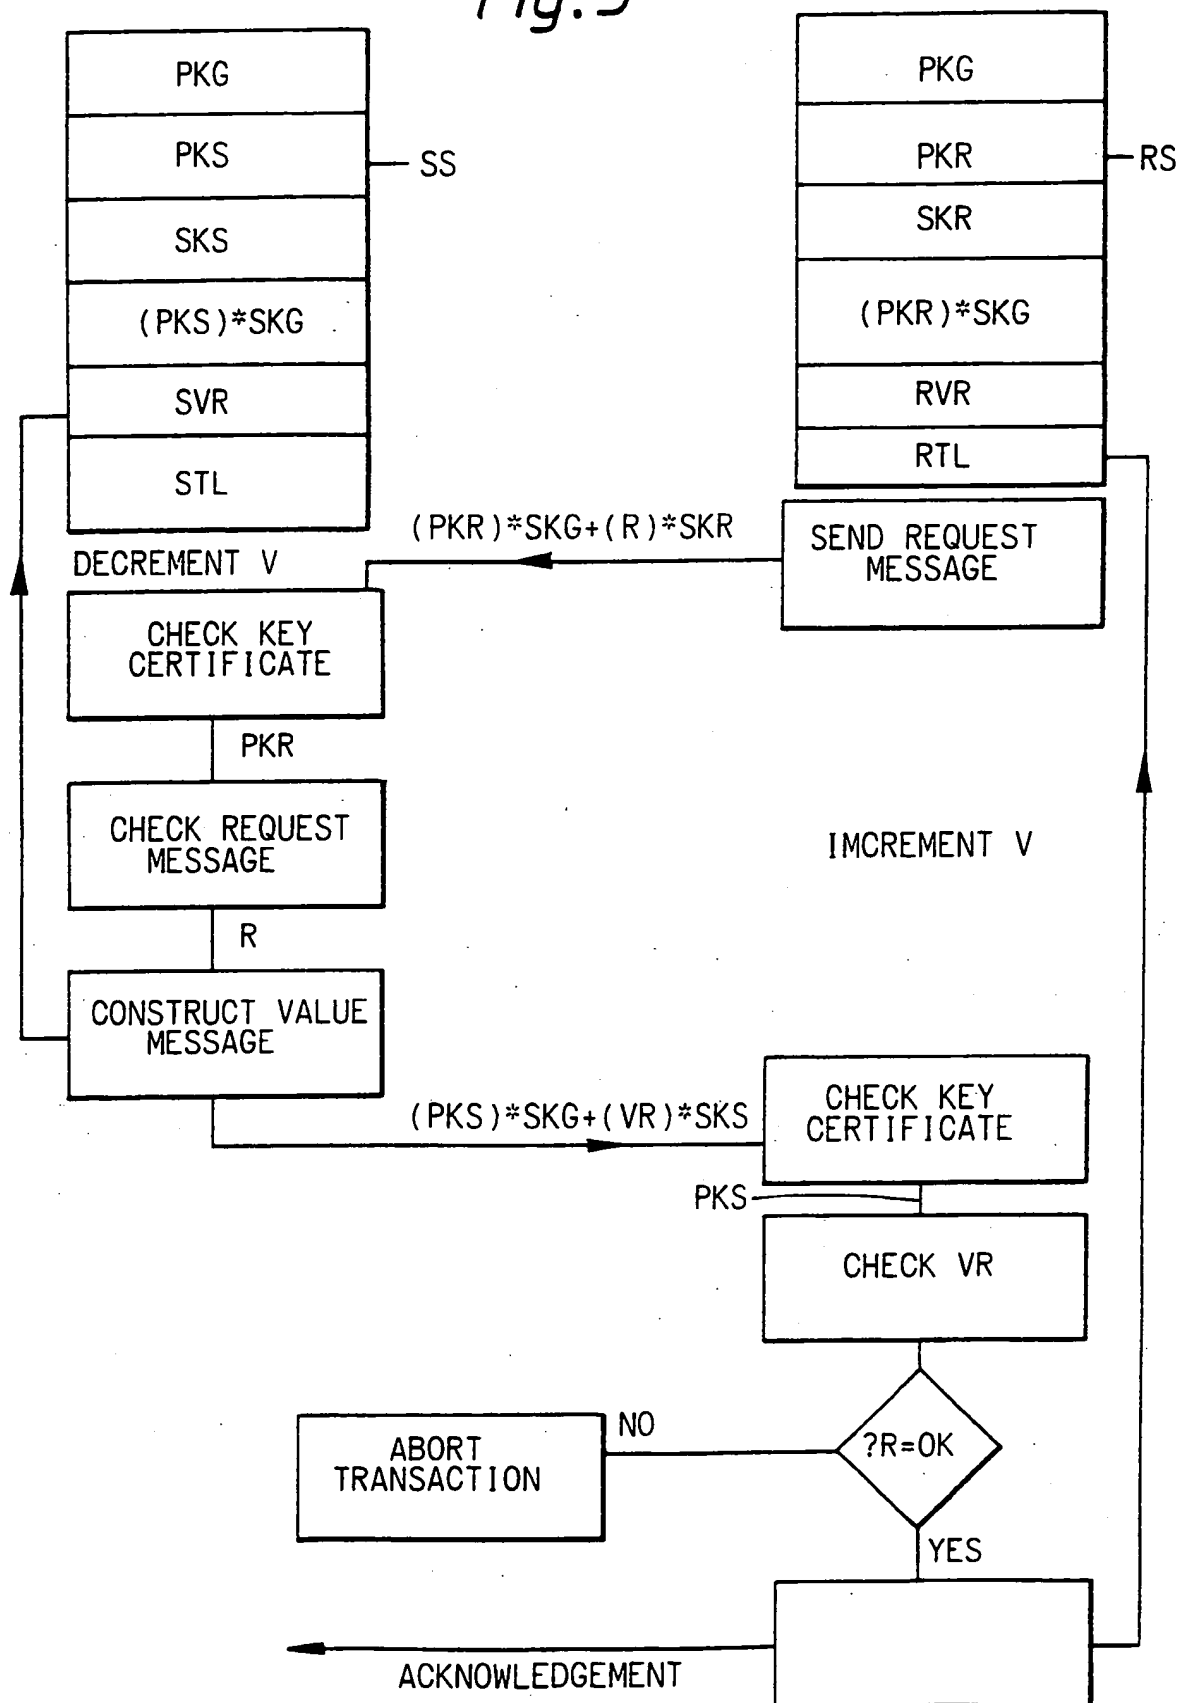 Fig. 5
PKG
PKS
SS
SKS
(PKS)*SKG
SVR
STL
PKG
PKR
RS
SKR
(PKR)*SKG
RVR
RTL
(PKR)*SKG+(R)*SKR
SEND REQUEST
MESSAGE
DECREMENT V
CHECK KEY
CERTIFICATE
PKR
CHECK REQUEST
MESSAGE
IMCREMENT V
R
CONSTRUCT VALUE
MESSAGE
(PKS)*SKG+(VR)*SKS
CHECK KEY
CERTIFICATE
PKS
CHECK VR
?R=OK
NO
ABORT
TRANSACTION
YES
ACKNOWLEDGEMENT